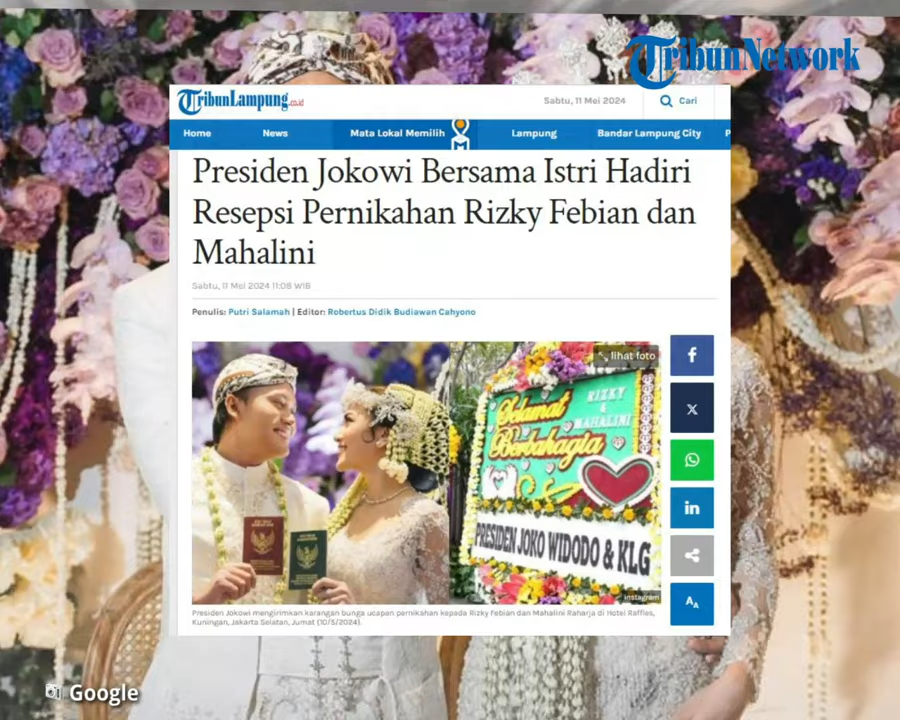 TribunNetwork
TribunLampung.co.id
Sabtu, 11 Mei 2024
Cari
Home News Mata Lokal Memilih Lampung Bandar Lampung City P
Presiden Jokowi Bersama Istri Hadiri
Resepsi Pernikahan Rizky Febian dan
Mahalini
Sabtu, 11 Mei 2024 11:08 WIB
Penulis: Putri Salamah | Editor: Robertus Didik Budiawan Cahyono
lihat foto
Selamat
Berbahagia
RIZKY
&
MAHALINI
PRESIDEN JOKO WIDODO & KLG
instagram
Presiden Jokowi mengirimkan karangan bunga ucapan pernikahan kepada Rizky Febian dan Mahalini Raharja di Hotel Raffles,
Kuningan, Jakarta Selatan, Jumat (10/5/2024).
Google